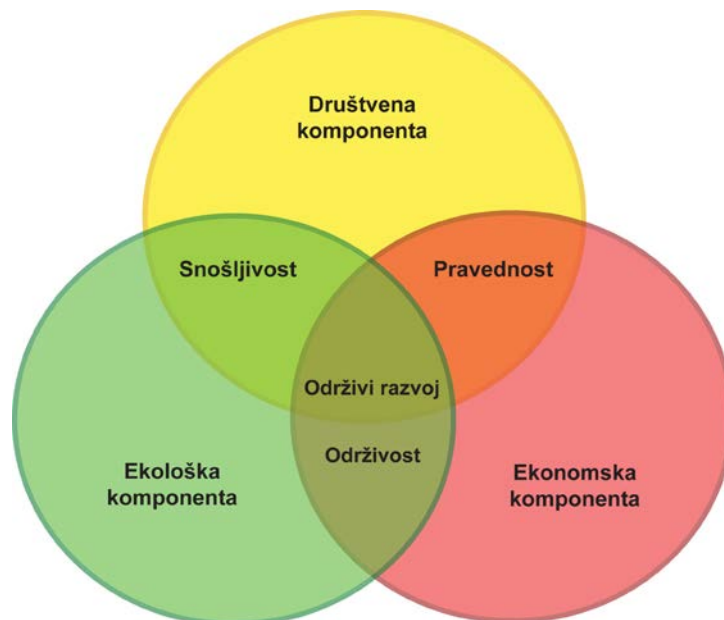 Društvena
komponenta
Snošljivost
Pravednost
Održivi razvoj
Održivost
Ekološka
komponenta
Ekonomska
komponenta